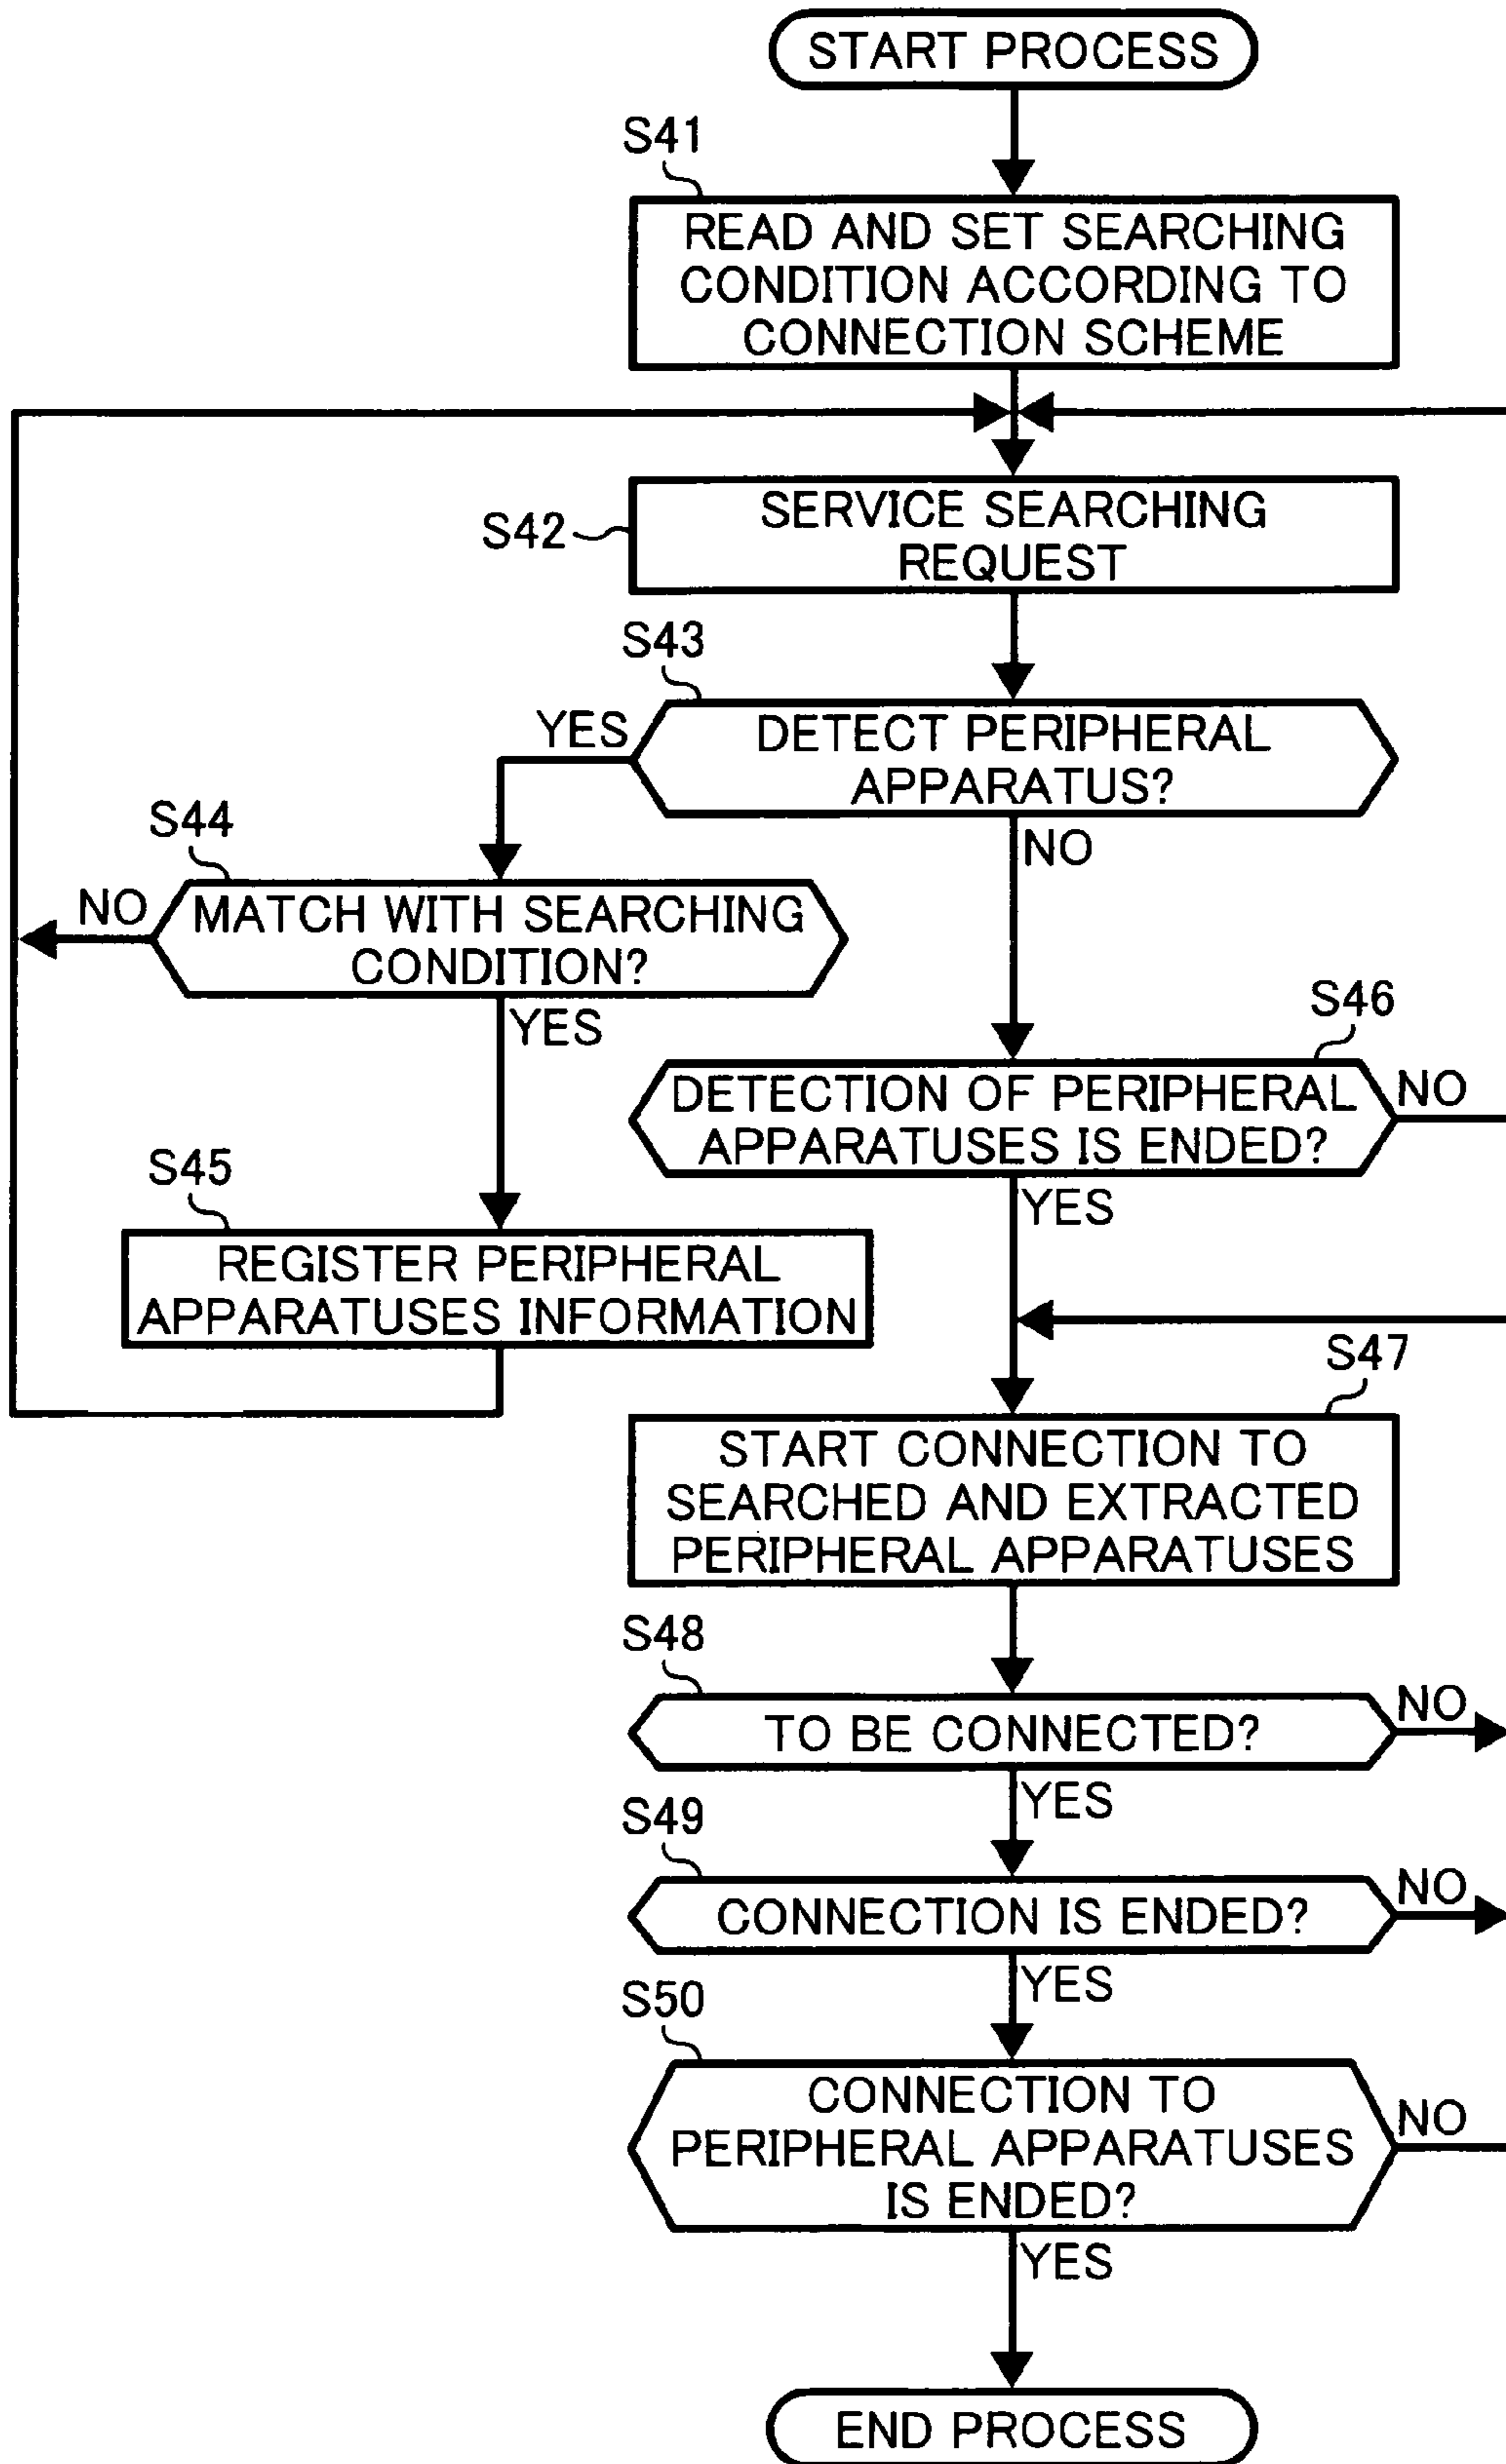 START PROCESS
S41
READ AND SET SEARCHING
CONDITION ACCORDING TO
CONNECTION SCHEME
S42
SERVICE SEARCHING
REQUEST
S43
YES
DETECT PERIPHERAL
APPARATUS?
NO
S44
NO
MATCH WITH SEARCHING
CONDITION?
YES
S46
DETECTION OF PERIPHERAL
APPARATUSES IS ENDED?
NO
YES
S45
REGISTER PERIPHERAL
APPARATUSES INFORMATION
S47
START CONNECTION TO
SEARCHED AND EXTRACTED
PERIPHERAL APPARATUSES
S48
TO BE CONNECTED?
NO
YES
S49
CONNECTION IS ENDED?
NO
YES
S50
CONNECTION TO
PERIPHERAL APPARATUSES
IS ENDED?
NO
YES
END PROCESS